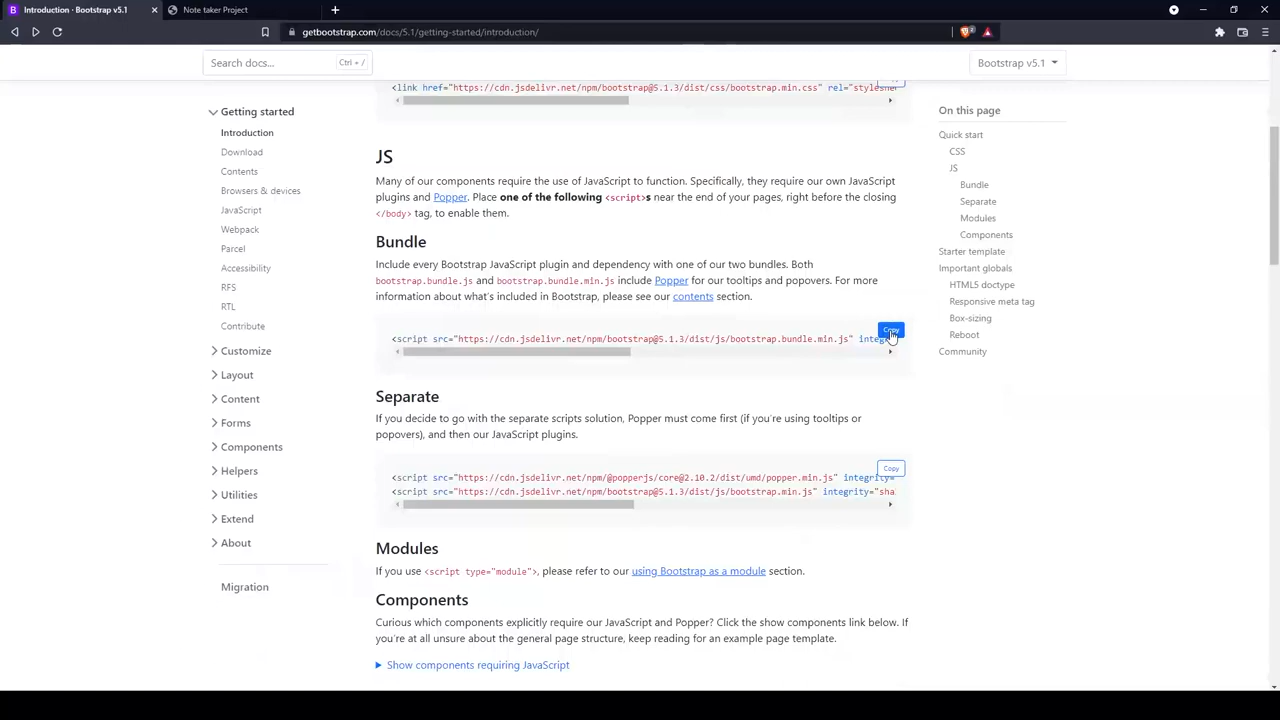 Introduction · Bootstrap v5.1
Note taker Project
getbootstrap.com/docs/5.1/getting-started/introduction/
Search docs...
Ctrl + /
Bootstrap v5.1
Getting started
Introduction
Download
Contents
Browsers & devices
JavaScript
Webpack
Parcel
Accessibility
RFS
RTL
Contribute
Customize
Layout
Content
Forms
Components
Helpers
Utilities
Extend
About
Migration
<link href="https://cdn.jsdelivr.net/npm/bootstrap@5.1.3/dist/css/bootstrap.min.css" rel="styleshe
JS
Many of our components require the use of JavaScript to function. Specifically, they require our own JavaScript
plugins and Popper. Place one of the following <script>s near the end of your pages, right before the closing
</body> tag, to enable them.
Bundle
Include every Bootstrap JavaScript plugin and dependency with one of our two bundles. Both
bootstrap.bundle.js and bootstrap.bundle.min.js include Popper for our tooltips and popovers. For more
information about what's included in Bootstrap, please see our contents section.
Copy
<script src="https://cdn.jsdelivr.net/npm/bootstrap@5.1.3/dist/js/bootstrap.bundle.min.js"
Separate
If you decide to go with the separate scripts solution, Popper must come first (if you're using tooltips or
popovers), and then our JavaScript plugins.
Copy
<script src="https://cdn.jsdelivr.net/npm/@popperjs/core@2.10.2/dist/umd/popper.min.js" integrity=
<script src="https://cdn.jsdelivr.net/npm/bootstrap@5.1.3/dist/js/bootstrap.min.js" integrity="sha
Modules
If you use <script type="module">, please refer to our using Bootstrap as a module section.
Components
Curious which components explicitly require our JavaScript and Popper? Click the show components link below. If
you're at all unsure about the general page structure, keep reading for an example page template.
Show components requiring JavaScript
On this page
Quick start
CSS
JS
Bundle
Separate
Modules
Components
Starter template
Important globals
HTML5 doctype
Responsive meta tag
Box-sizing
Reboot
Community